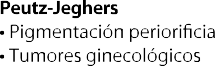 Peutz-Jeghers
• Pigmentación periorificia
• Tumores ginecológicos